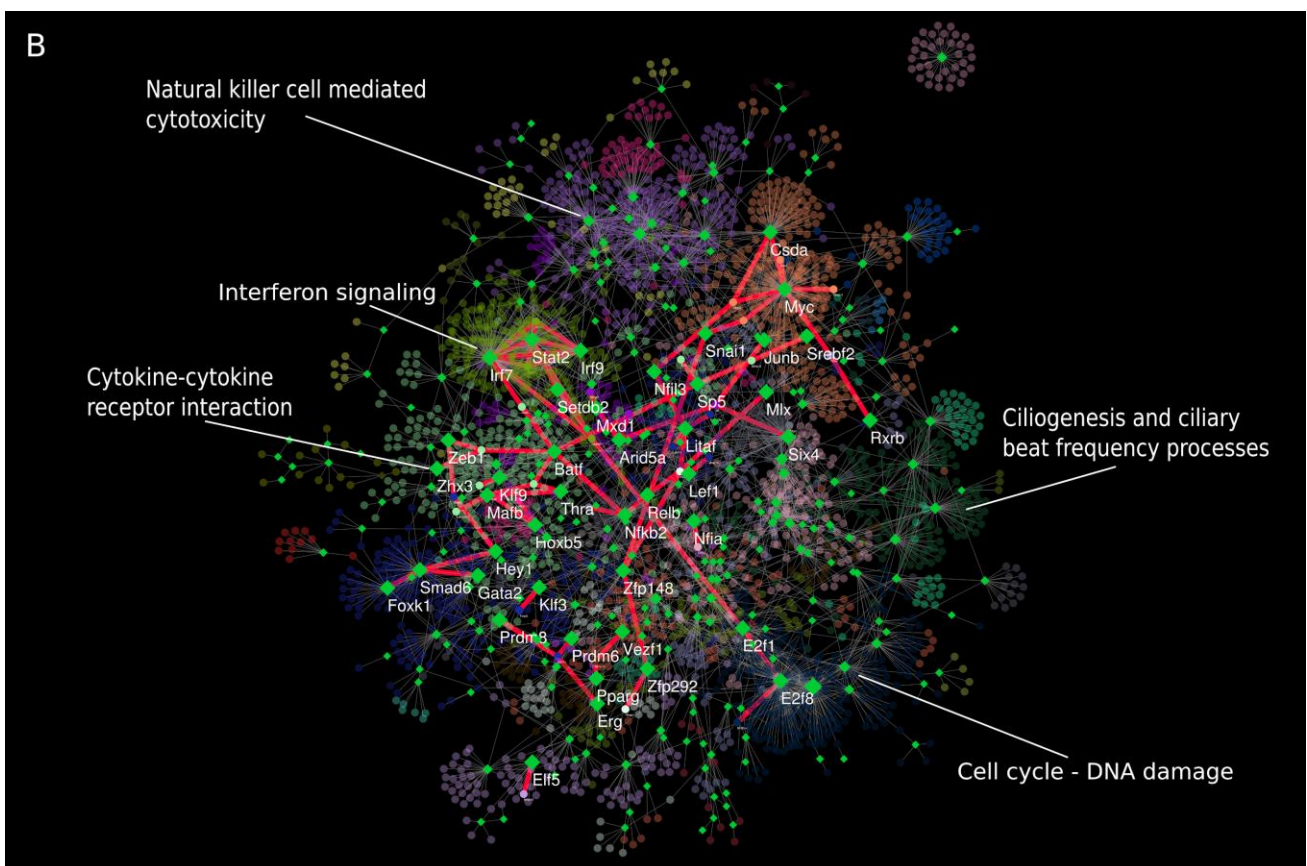 B
Natural killer cell mediated
cytotoxicity
Csda
Interferon signaling
Myc
Stat2
Snai1
Junb
Srebf2
Irf7
Irf9
Cytokine-cytokine
receptor interaction
Nfil3
Setdb2
Sp5
Mlx
Ciliogenesis and ciliary
beat frequency processes
Mxd1
Rxrb
Arid5a
Litaf
Six4
Zeb1
Batf
Zhx3
Klf9
Lef1
Mafb
Thra
Relb
Nfkb2
Nfia
Hoxb5
Hey1
Smad6
Gata2
Zfp148
Foxk1
Klf3
Prdm8
Prdm6
Vezf1
E2f1
Zfp292
Pparg
E2f8
Erg
Cell cycle - DNA damage
Elf5